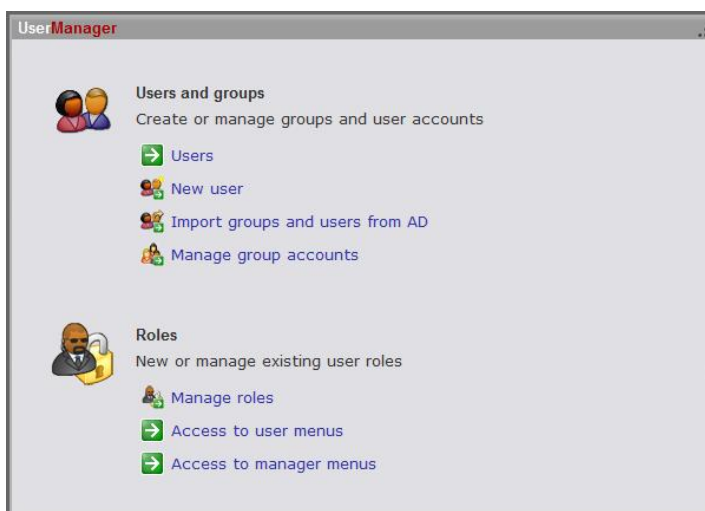 UserManager
Users and groups
Create or manage groups and user accounts
Users
New user
Import groups and users from AD
Manage group accounts
Roles
New or manage existing user roles
Manage roles
Access to user menus
Access to manager menus